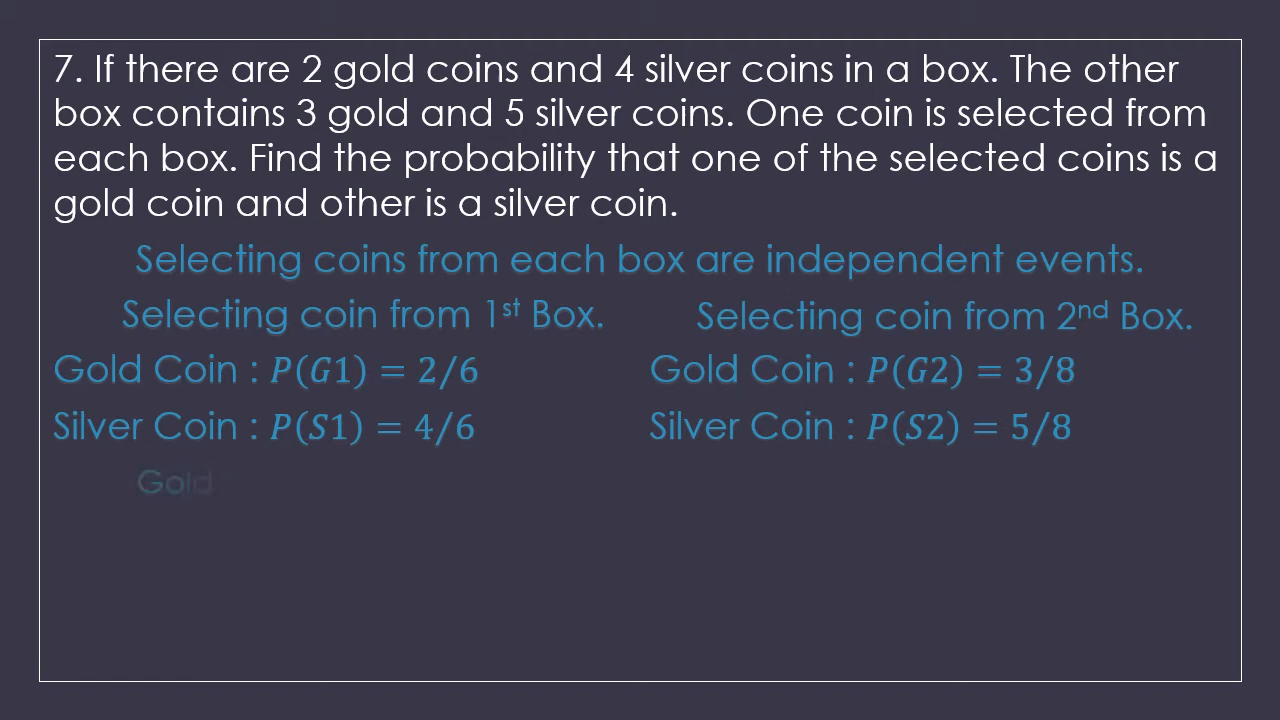 7. If there are 2 gold coins and 4 silver coins in a box. The other
box contains 3 gold and 5 silver coins. One coin is selected from
each box. Find the probability that one of the selected coins is a
gold coin and other is a silver coin.
Selecting coins from each box are independent events.
Selecting coin from 1st Box.
Selecting coin from 2nd Box.
Gold Coin : P(G1) = 2/6
Gold Coin : P(G2) = 3/8
Silver Coin : P(S1) = 4/6
Silver Coin : P(S2) = 5/8
Gold